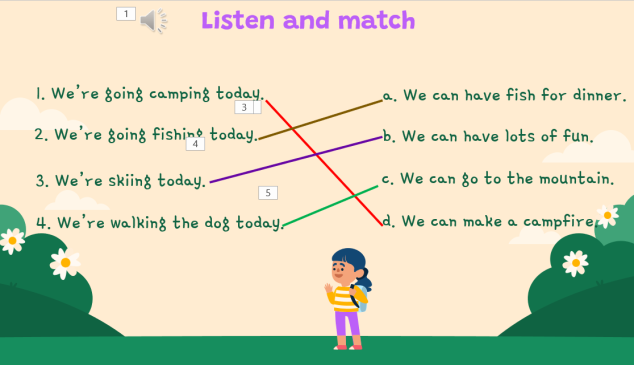 1
Listen and match
1. We're going camping today.
3
2. We're going fishing today.
4
3. We're skiing today.
5
4. We're walking the dog today.
a. We can have fish for dinner.
b. We can have lots of fun.
c. We can go to the mountain.
d. We can make a campfire.